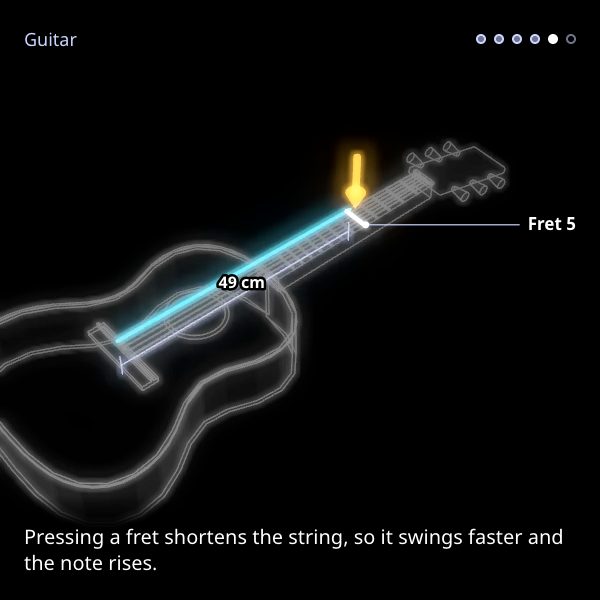 Guitar
Fret 5
49 cm
Pressing a fret shortens the string, so it swings faster and
the note rises.